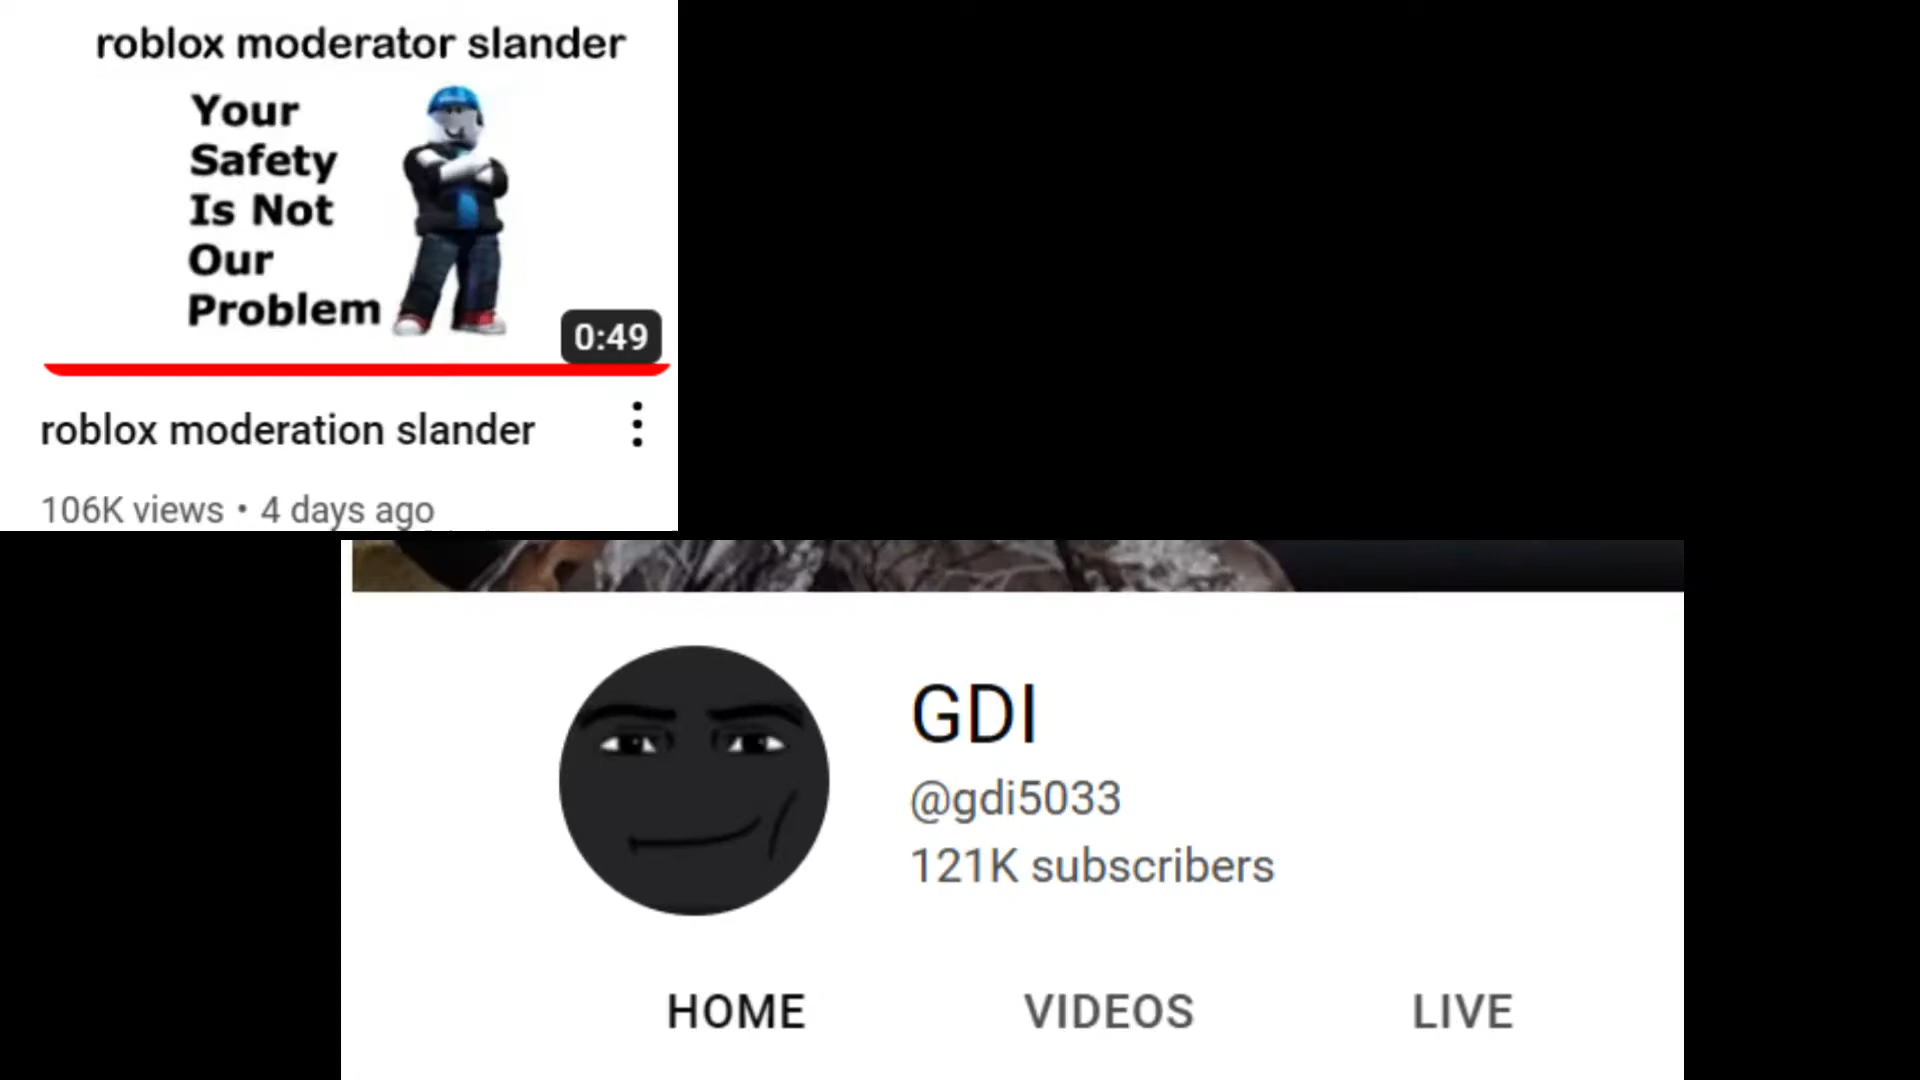 roblox moderator slander
Your
Safety
Is Not
Our
Problem
0:49
roblox moderation slander
106K views • 4 days ago
GDI
@gdi5033
121K subscribers
HOME VIDEOS LIVE